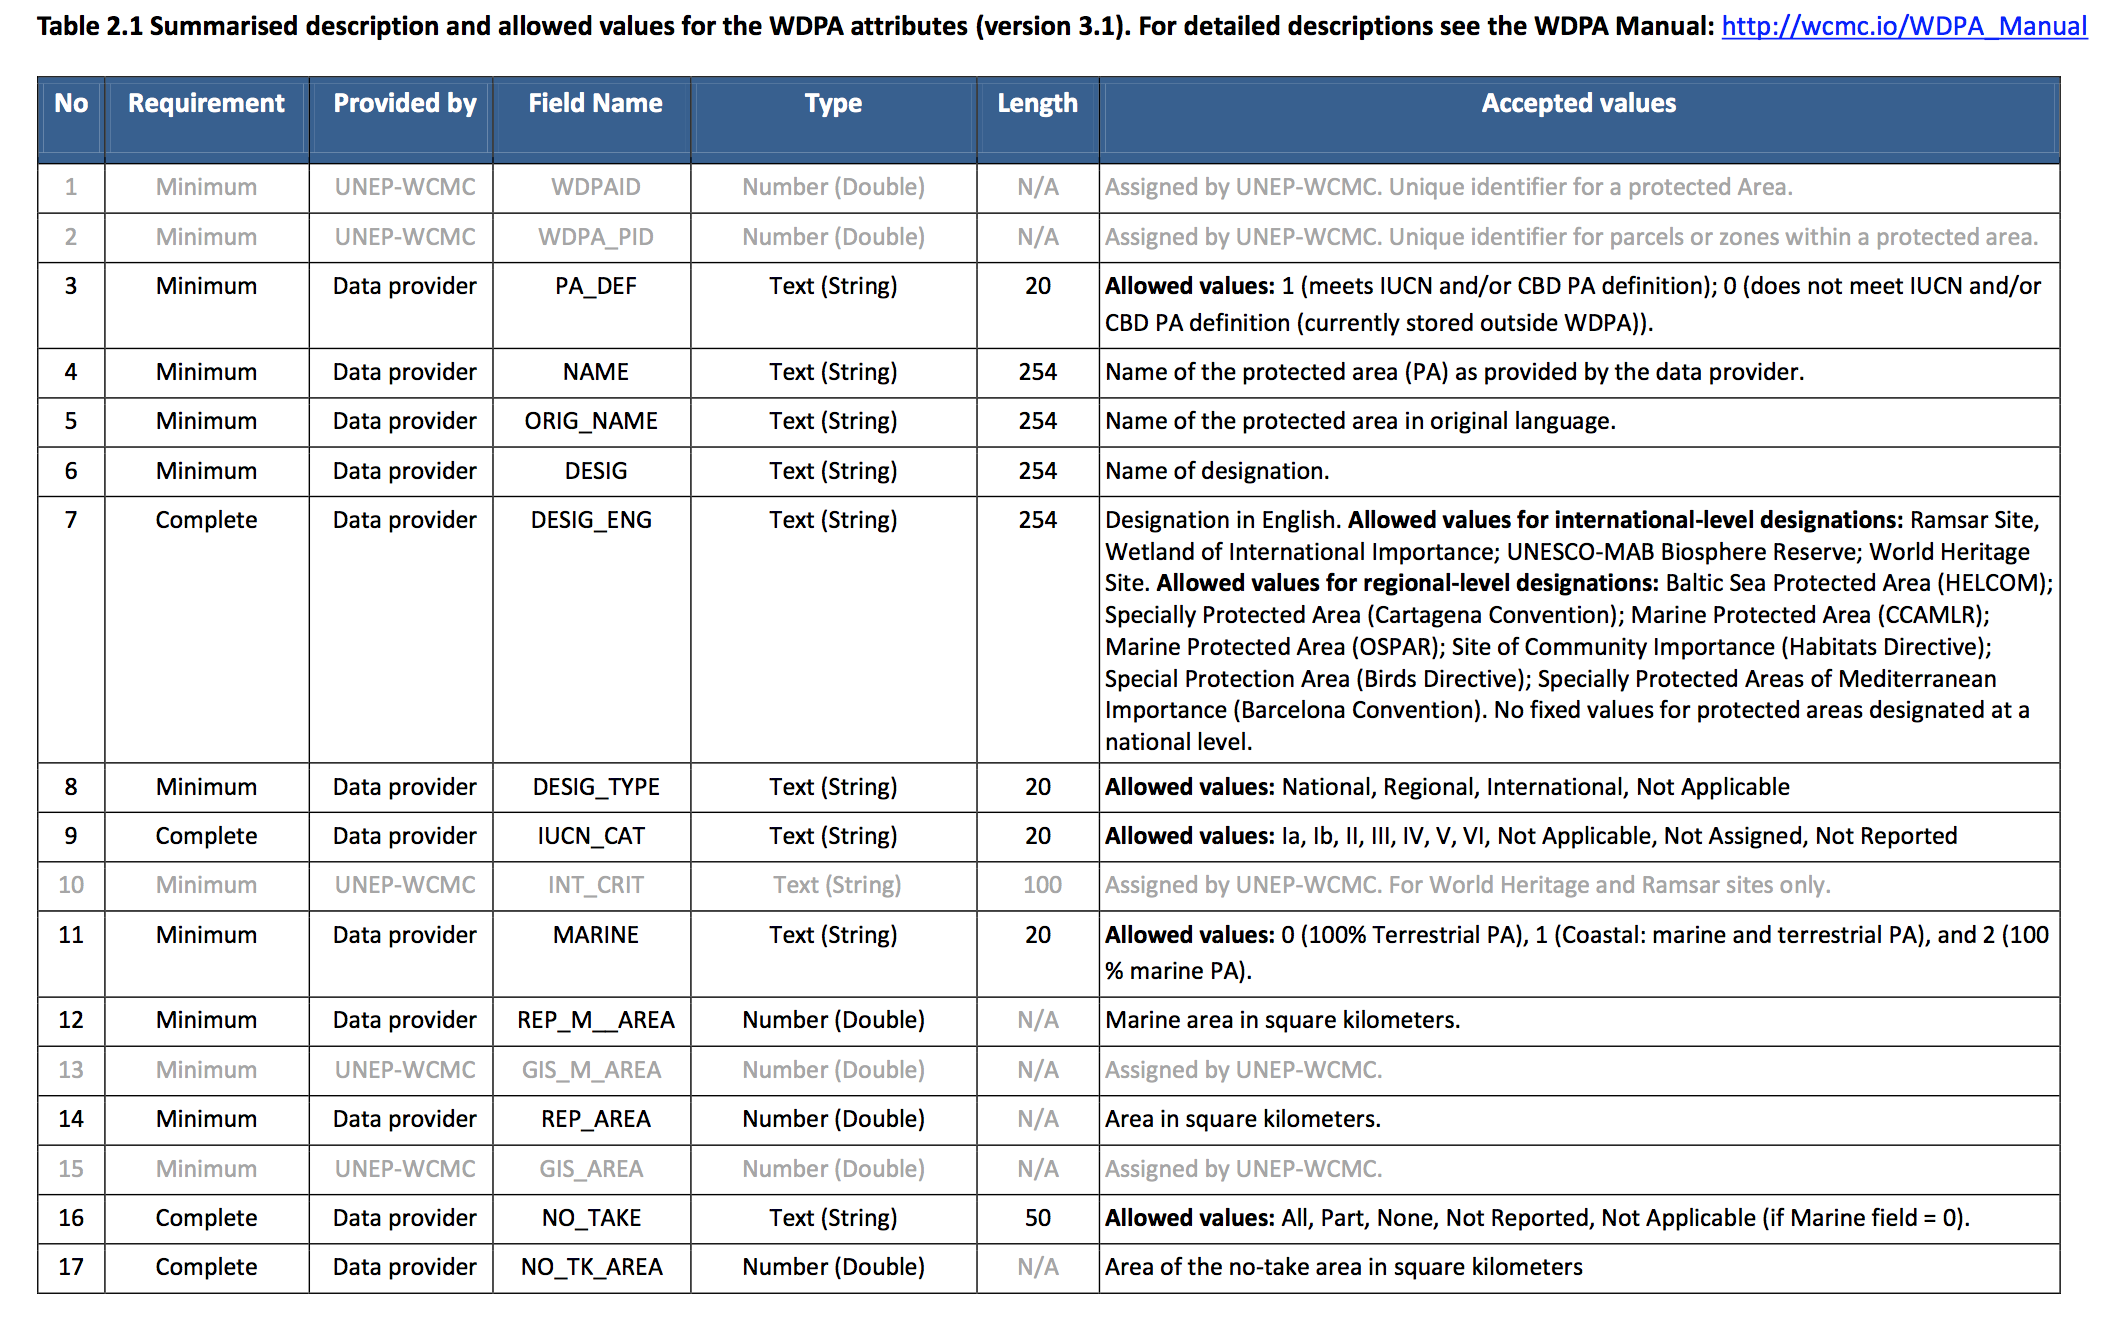 Table 2.1 Summarised description and allowed values for the WDPA attributes (version 3.1). For detailed descriptions see the WDPA Manual: http://wcmc.io/WDPA_Manual
No Requirement Provided by Field Name Type Length Accepted values
1 Minimum UNEP-WCMC WDPAID Number (Double) N/A Assigned by UNEP-WCMC. Unique identifier for a protected Area.
2 Minimum UNEP-WCMC WDPA_PID Number (Double) N/A Assigned by UNEP-WCMC. Unique identifier for parcels or zones within a protected area.
3 Minimum Data provider PA_DEF Text (String) 20 Allowed values: 1 (meets IUCN and/or CBD PA definition); 0 (does not meet IUCN and/or
CBD PA definition (currently stored outside WDPA)).
4 Minimum Data provider NAME Text (String) 254 Name of the protected area (PA) as provided by the data provider.
5 Minimum Data provider ORIG_NAME Text (String) 254 Name of the protected area in original language.
6 Minimum Data provider DESIG Text (String) 254 Name of designation.
7 Complete Data provider DESIG_ENG Text (String) 254 Designation in English. Allowed values for international-level designations: Ramsar Site,
Wetland of International Importance; UNESCO-MAB Biosphere Reserve; World Heritage
Site. Allowed values for regional-level designations: Baltic Sea Protected Area (HELCOM);
Specially Protected Area (Cartagena Convention); Marine Protected Area (CCAMLR);
Marine Protected Area (OSPAR); Site of Community Importance (Habitats Directive);
Special Protection Area (Birds Directive); Specially Protected Areas of Mediterranean
Importance (Barcelona Convention). No fixed values for protected areas designated at a
national level.
8 Minimum Data provider DESIG_TYPE Text (String) 20 Allowed values: National, Regional, International, Not Applicable
9 Complete Data provider IUCN_CAT Text (String) 20 Allowed values: Ia, Ib, II, III, IV, V, VI, Not Applicable, Not Assigned, Not Reported
10 Minimum UNEP-WCMC INT_CRIT Text (String) 100 Assigned by UNEP-WCMC. For World Heritage and Ramsar sites only.
11 Minimum Data provider MARINE Text (String) 20 Allowed values: 0 (100% Terrestrial PA), 1 (Coastal: marine and terrestrial PA), and 2 (100
% marine PA).
12 Minimum Data provider REP_M__AREA Number (Double) N/A Marine area in square kilometers.
13 Minimum UNEP-WCMC GIS_M_AREA Number (Double) N/A Assigned by UNEP-WCMC.
14 Minimum Data provider REP_AREA Number (Double) N/A Area in square kilometers.
15 Minimum UNEP-WCMC GIS_AREA Number (Double) N/A Assigned by UNEP-WCMC.
16 Complete Data provider NO_TAKE Text (String) 50 Allowed values: All, Part, None, Not Reported, Not Applicable (if Marine field = 0).
17 Complete Data provider NO_TK_AREA Number (Double) N/A Area of the no-take area in square kilometers